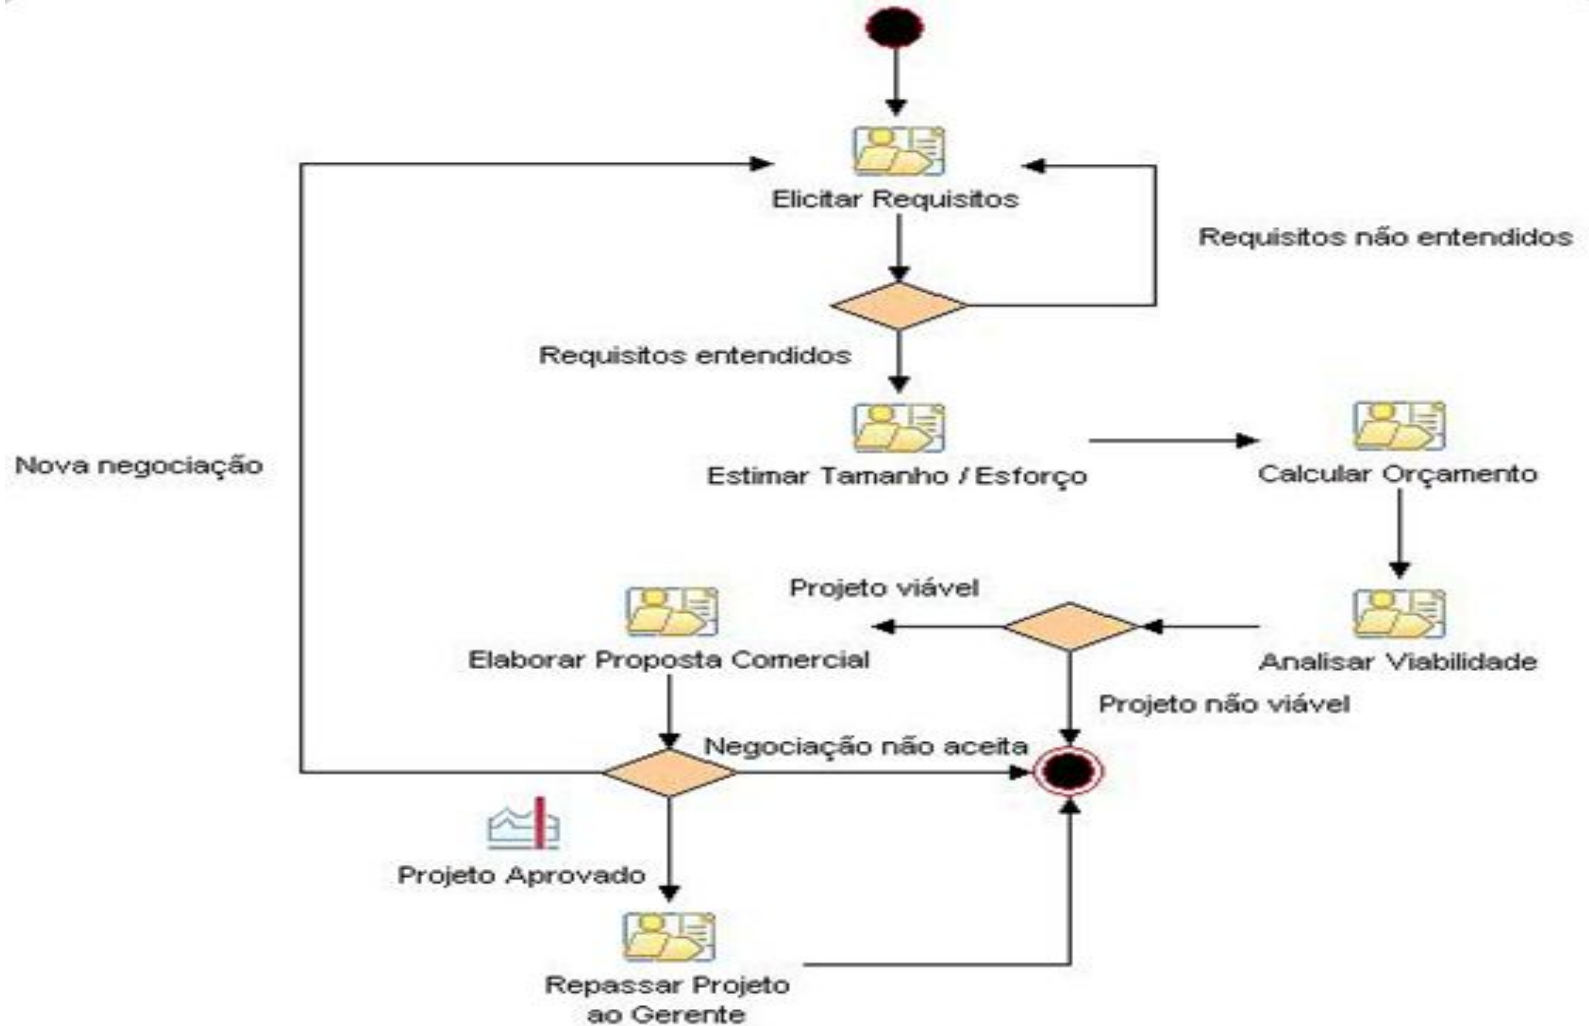 Elicitar Requisitos
Requisitos não entendidos
Requisitos entendidos
Nova negociação
Estimar Tamanho / Esforço
Calcular Orçamento
Projeto viável
Elaborar Proposta Comercial
Analisar Viabilidade
Projeto não viável
Negociação não aceita
Projeto Aprovado
Repassar Projeto
ao Gerente